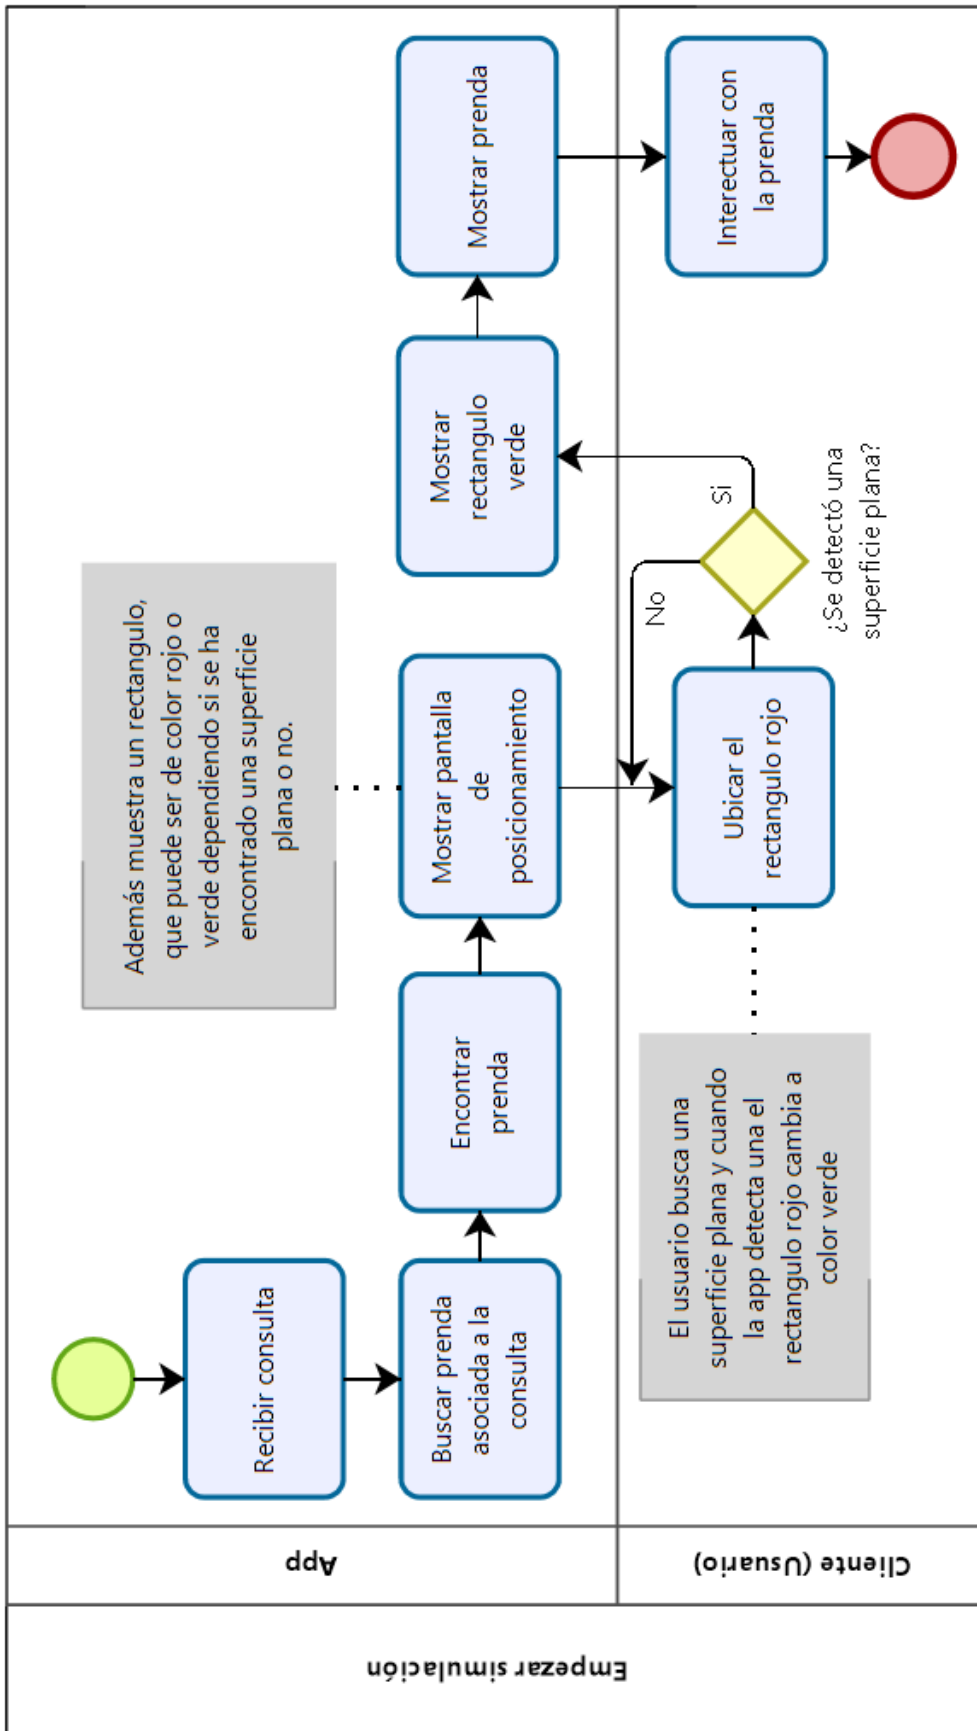 Empezar simulación
App
Cliente (Usuario)
Recibir consulta
Buscar prenda
asociada a la
consulta
Encontrar
prenda
Mostrar pantalla
de
posicionamiento
Además muestra un rectangulo,
que puede ser de color rojo o
verde dependiendo si se ha
encontrado una superficie
plana o no.
El usuario busca una
superficie plana y cuando
la app detecta una el
rectangulo rojo cambia a
color verde
Ubicar el
rectangulo rojo
¿Se detectó una
superficie plana?
No
Si
Mostrar
rectangulo
verde
Mostrar prenda
Interectuar con
la prenda